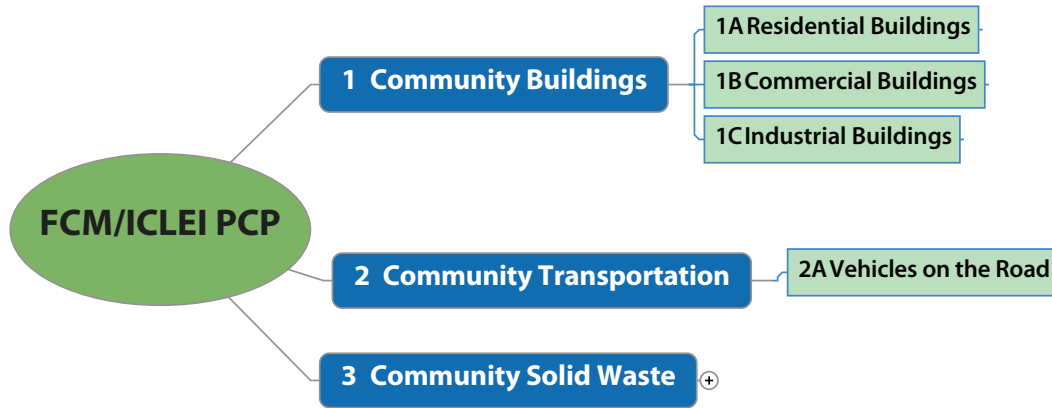 FCM/ICLEI PCP
1 Community Buildings
1A Residential Buildings
1B Commercial Buildings
1C Industrial Buildings
2 Community Transportation
2A Vehicles on the Road
3 Community Solid Waste